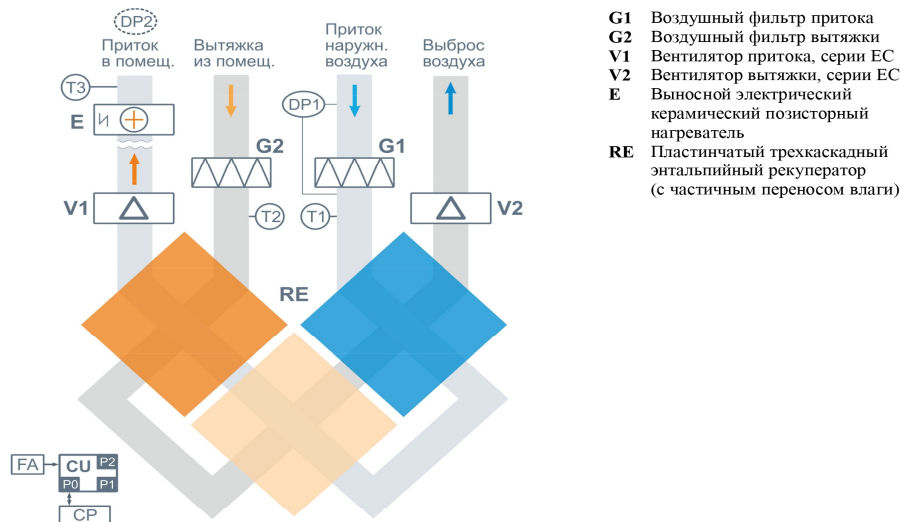 DP2
Приток
в помещ.
Вытяжка
из помещ.
Приток
наружн.
воздуха
Выброс
воздуха
T3
DP1
E
И
G2
G1
V1
T2
T1
V2
RE
FA
CU
P2
P0
P1
CP
G1 Воздушный фильтр притока
G2 Воздушный фильтр вытяжки
V1 Вентилятор притока, серии ЕС
V2 Вентилятор вытяжки, серии ЕС
E Выносной электрический
керамический позисторный
нагреватель
RE Пластинчатый трехкаскадный
энтальпийный рекуператор
(с частичным переносом влаги)